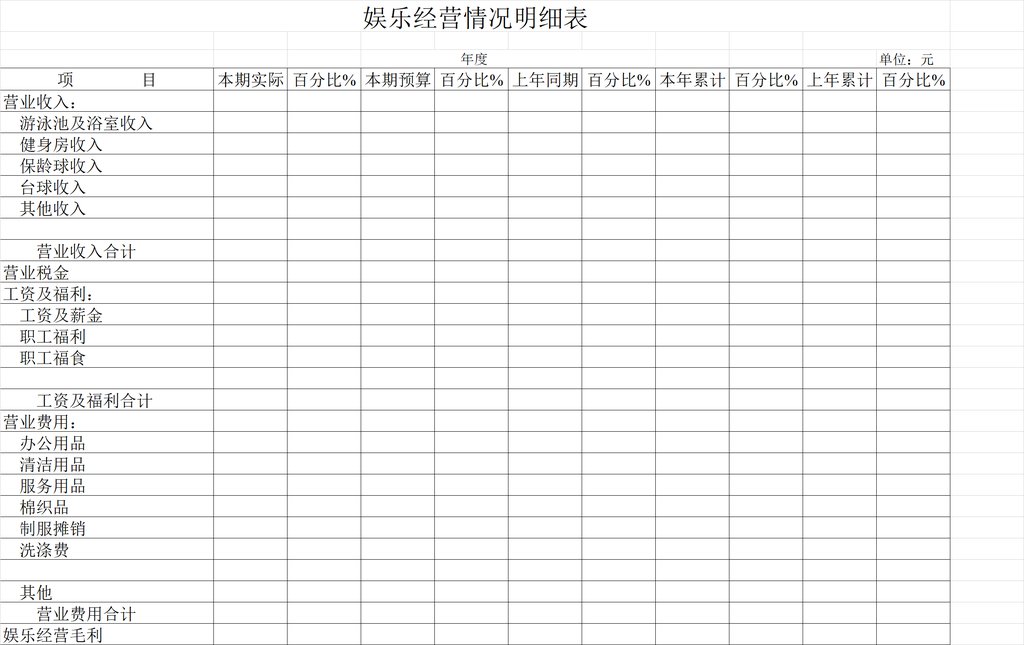 娱乐经营情况明细表
年度 单位：元
项 目 本期实际 百分比% 本期预算 百分比% 上年同期 百分比% 本年累计 百分比% 上年累计 百分比%
营业收入：
游泳池及浴室收入
健身房收入
保龄球收入
台球收入
其他收入
营业收入合计
营业税金
工资及福利：
工资及薪金
职工福利
职工福食
工资及福利合计
营业费用：
办公用品
清洁用品
服务用品
棉织品
制服摊销
洗涤费
其他
营业费用合计
娱乐经营毛利